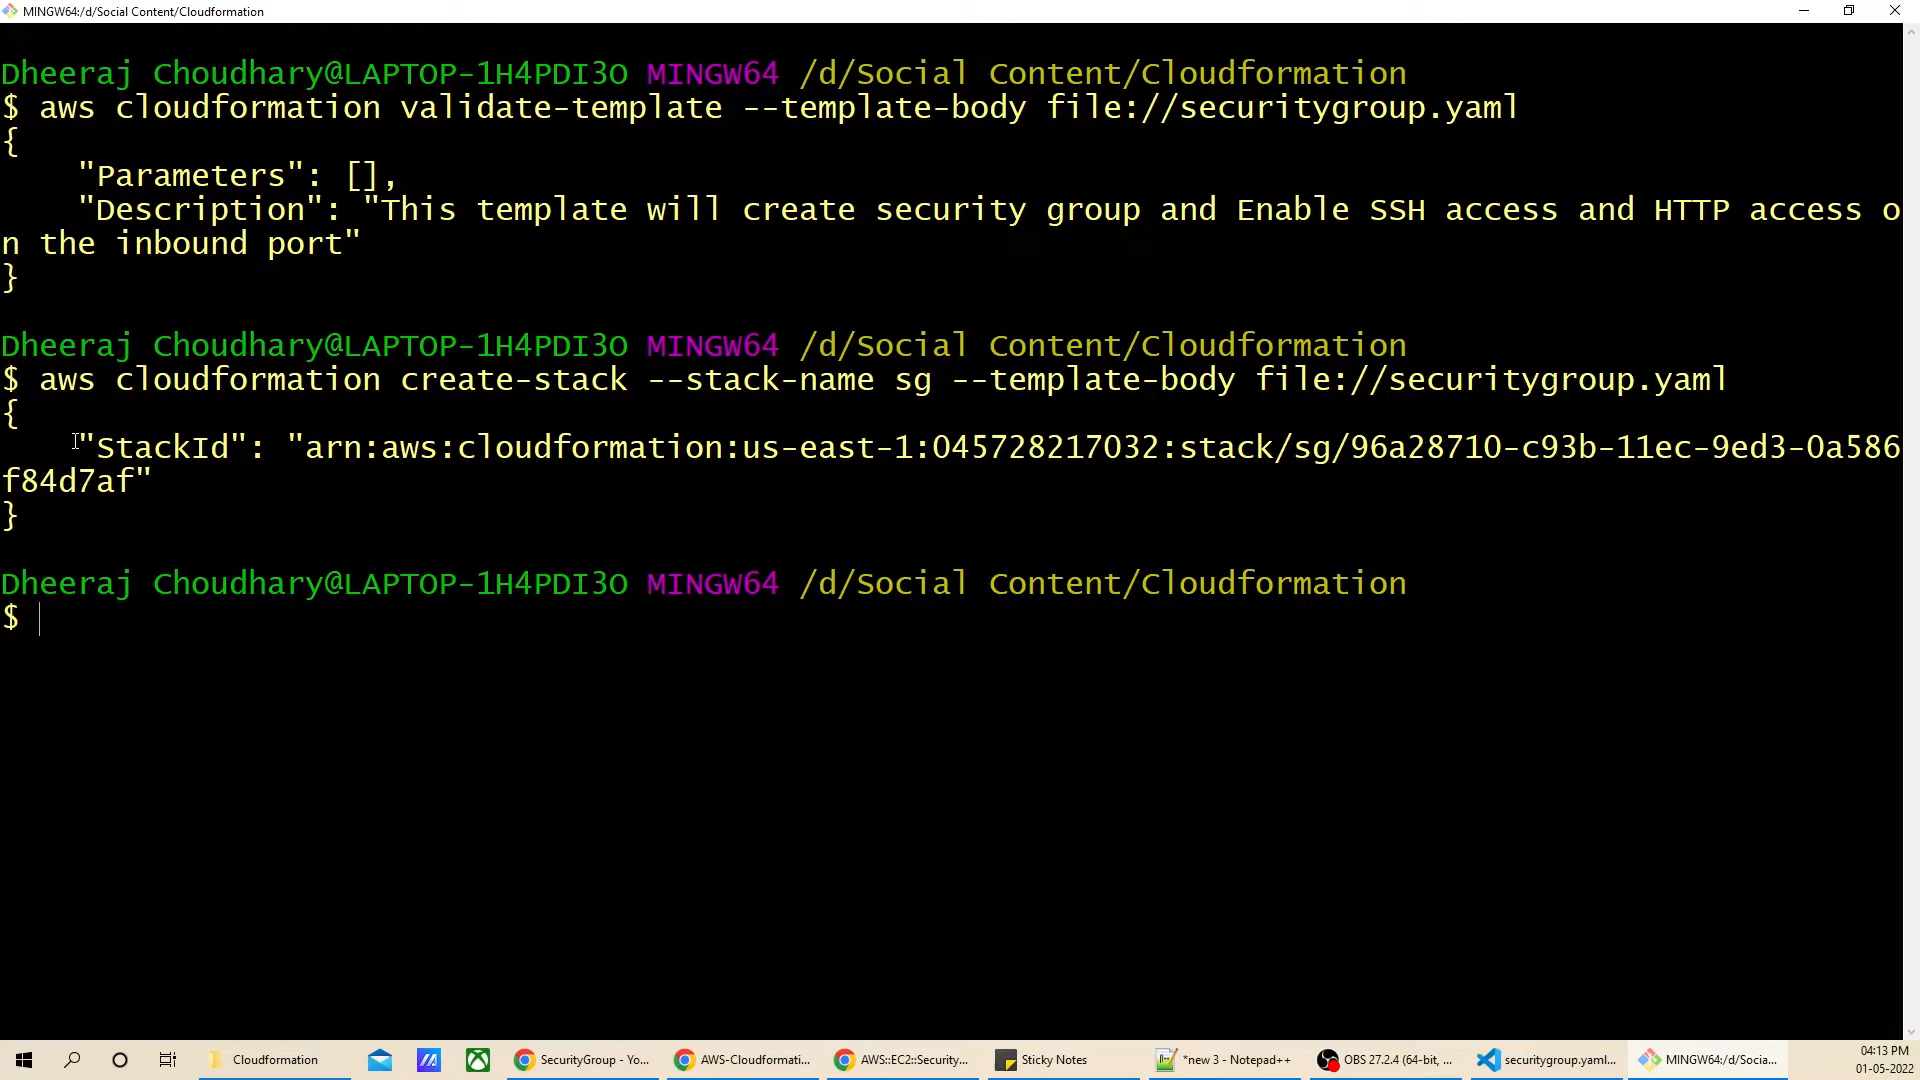 MINGW64:/d/Social Content/Cloudformation
Dheeraj Choudhary@LAPTOP-1H4PDI3O MINGW64 /d/Social Content/Cloudformation
$ aws cloudformation validate-template --template-body file://securitygroup.yaml
{
    "Parameters": [],
    "Description": "This template will create security group and Enable SSH access and HTTP access o
n the inbound port"
}
Dheeraj Choudhary@LAPTOP-1H4PDI3O MINGW64 /d/Social Content/Cloudformation
$ aws cloudformation create-stack --stack-name sg --template-body file://securitygroup.yaml
{
    "StackId": "arn:aws:cloudformation:us-east-1:045728217032:stack/sg/96a28710-c93b-11ec-9ed3-0a586
f84d7af"
}
Dheeraj Choudhary@LAPTOP-1H4PDI3O MINGW64 /d/Social Content/Cloudformation
$
Cloudformation
SecurityGroup - Yo...
AWS-Cloudformati...
AWS::EC2::Security...
Sticky Notes
*new 3 - Notepad++
OBS 27.2.4 (64-bit, ...
securitygroup.yaml...
MINGW64:/d/Socia...
04:13 PM
01-05-2022